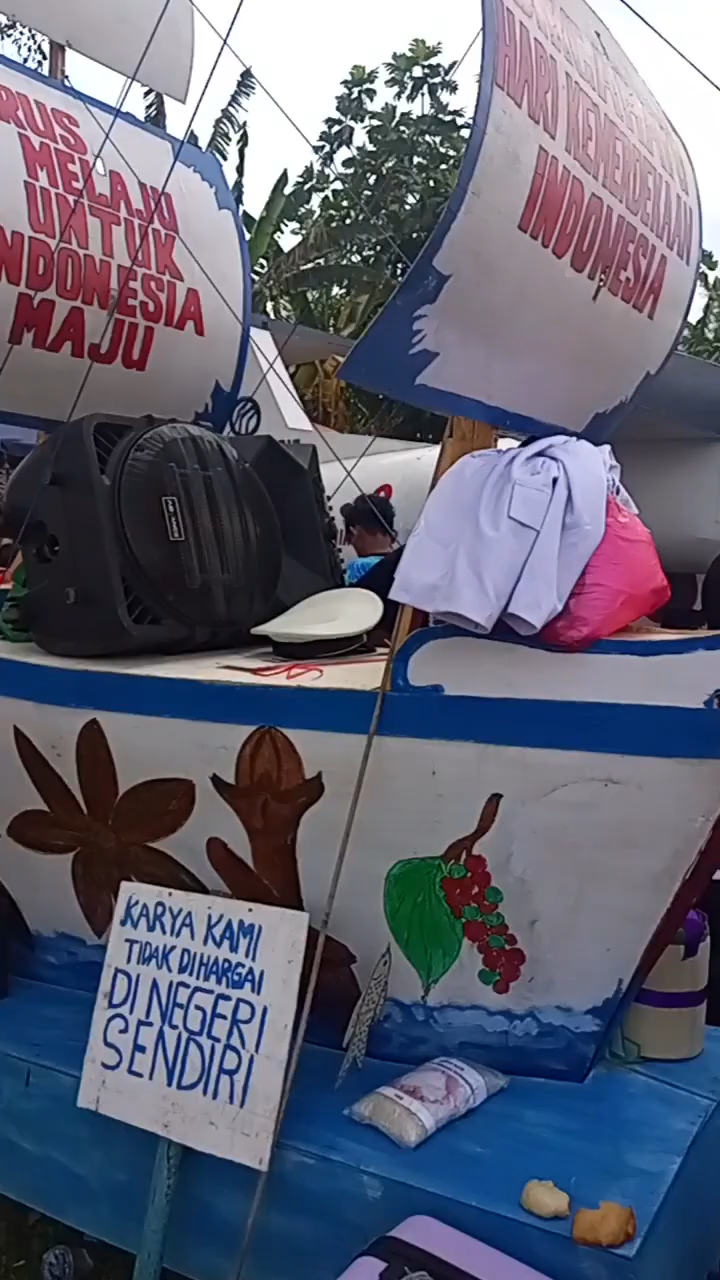 RUS
MELAJU
UNTUK
INDONESIA
MAJU
HARI KEMERDEKAAN
INDONESIA
KARYA KAMI
TIDAK DIHARGAI
DI NEGERI
SENDIRI